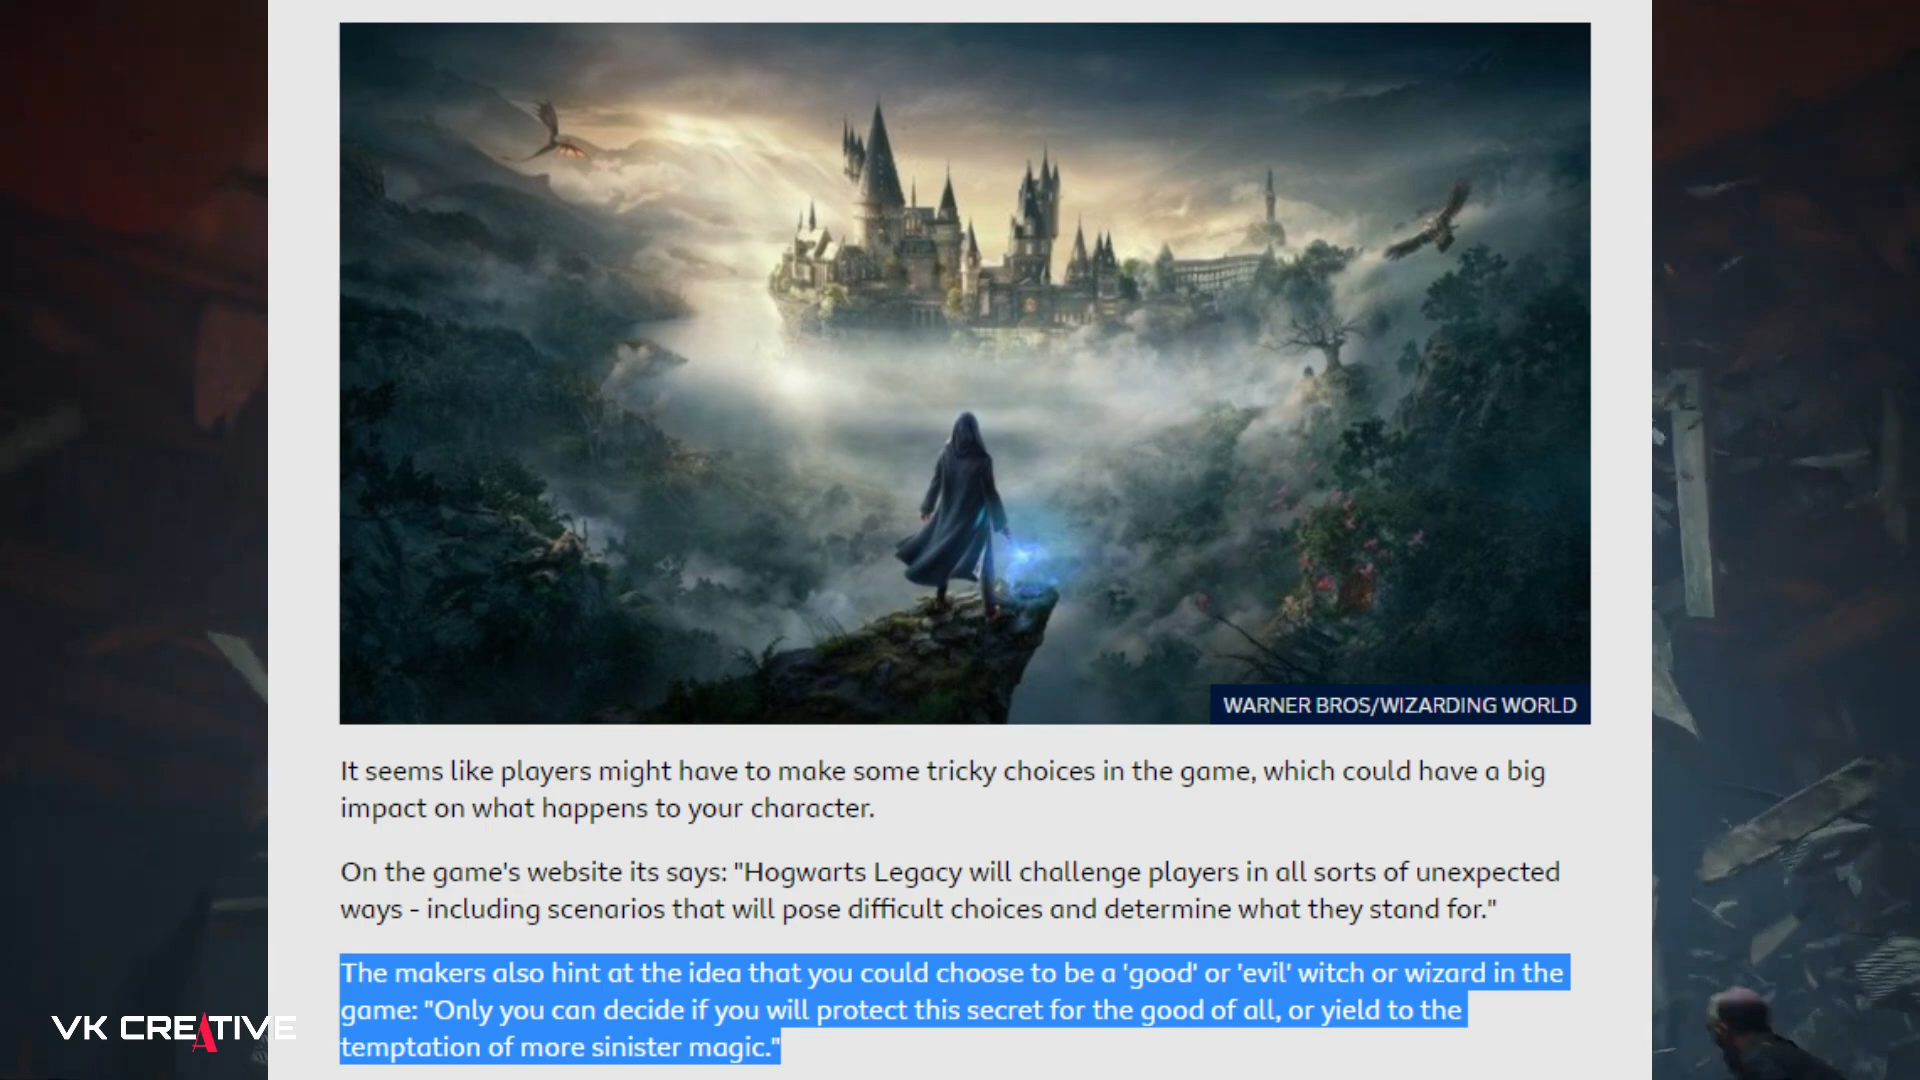 WARNER BROS/WIZARDING WORLD
It seems like players might have to make some tricky choices in the game, which could have a big
impact on what happens to your character.
On the game's website its says: "Hogwarts Legacy will challenge players in all sorts of unexpected
ways - including scenarios that will pose difficult choices and determine what they stand for."
The makers also hint at the idea that you could choose to be a 'good' or 'evil' witch or wizard in the
game: "Only you can decide if you will protect this secret for the good of all, or yield to the
temptation of more sinister magic."
VK CREATIVE